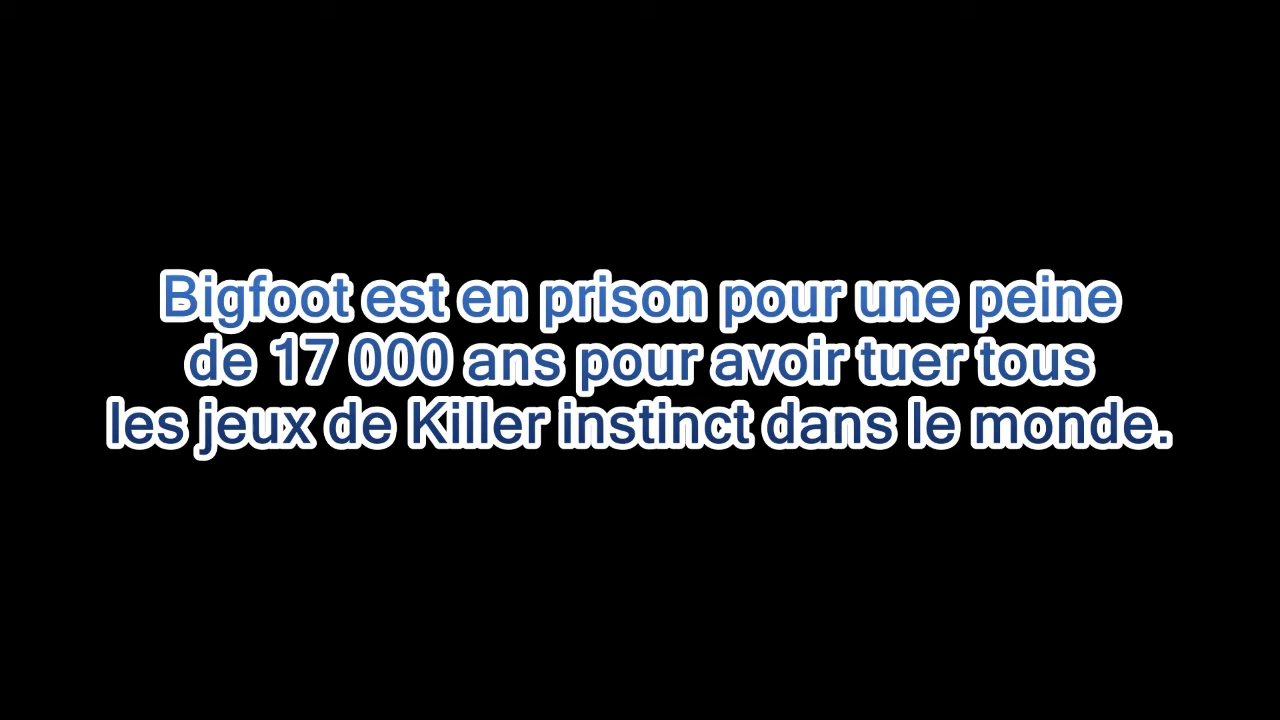 Bigfoot est en prison pour une peine
de 17 000 ans pour avoir tuer tous
les jeux de Killer instinct dans le monde.